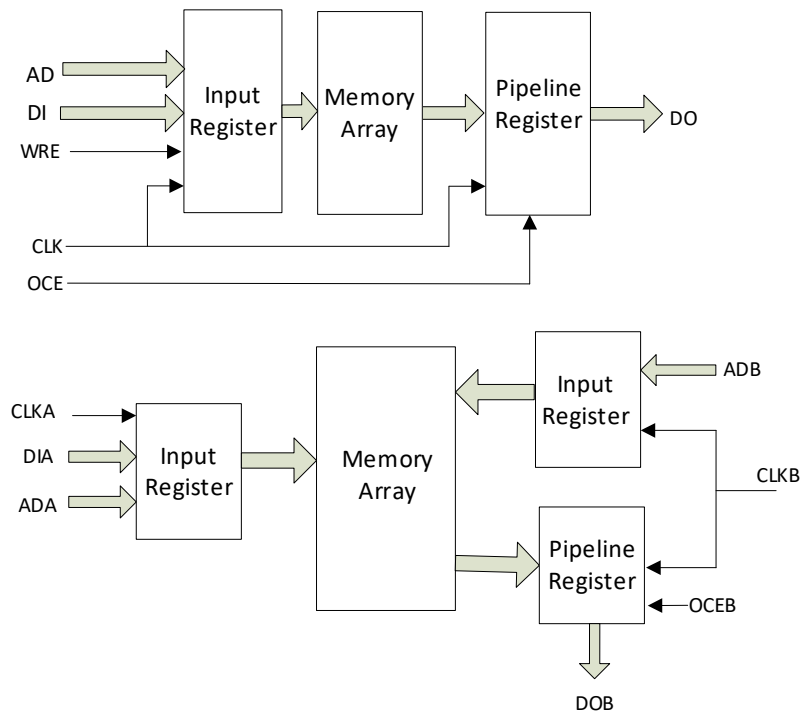 AD
DI
WRE
CLK
OCE
Input
Register
Memory
Array
Pipeline
Register
DO
CLKA
DIA
ADA
Input
Register
Memory
Array
Input
Register
ADB
CLKB
Pipeline
Register
OCEB
DOB